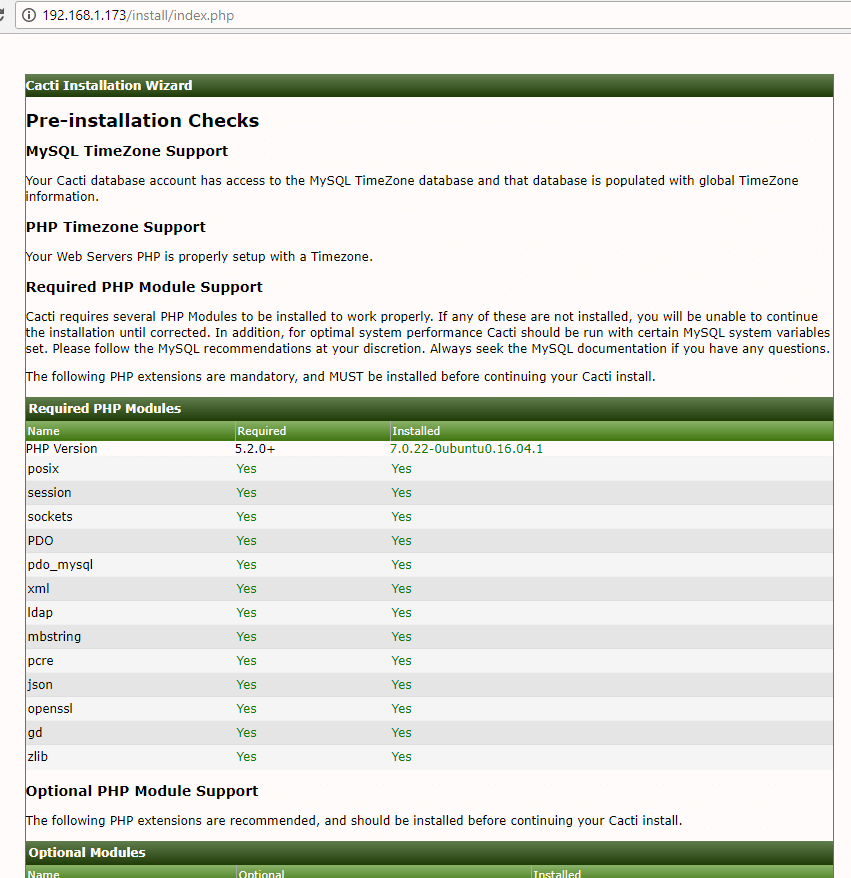 192.168.1.173/install/index.php
Cacti Installation Wizard
Pre-installation Checks
MySQL TimeZone Support
Your Cacti database account has access to the MySQL TimeZone database and that database is populated with global TimeZone
information.
PHP Timezone Support
Your Web Servers PHP is properly setup with a Timezone.
Required PHP Module Support
Cacti requires several PHP Modules to be installed to work properly. If any of these are not installed, you will be unable to continue
the installation until corrected. In addition, for optimal system performance Cacti should be run with certain MySQL system variables
set. Please follow the MySQL recommendations at your discretion. Always seek the MySQL documentation if you have any questions.
The following PHP extensions are mandatory, and MUST be installed before continuing your Cacti install.
Required PHP Modules
Name Required Installed
PHP Version 5.2.0+ 7.0.22-0ubuntu0.16.04.1
posix Yes Yes
session Yes Yes
sockets Yes Yes
PDO Yes Yes
pdo_mysql Yes Yes
xml Yes Yes
ldap Yes Yes
mbstring Yes Yes
pcre Yes Yes
json Yes Yes
openssl Yes Yes
gd Yes Yes
zlib Yes Yes
Optional PHP Module Support
The following PHP extensions are recommended, and should be installed before continuing your Cacti install.
Optional Modules
Name Optional Installed